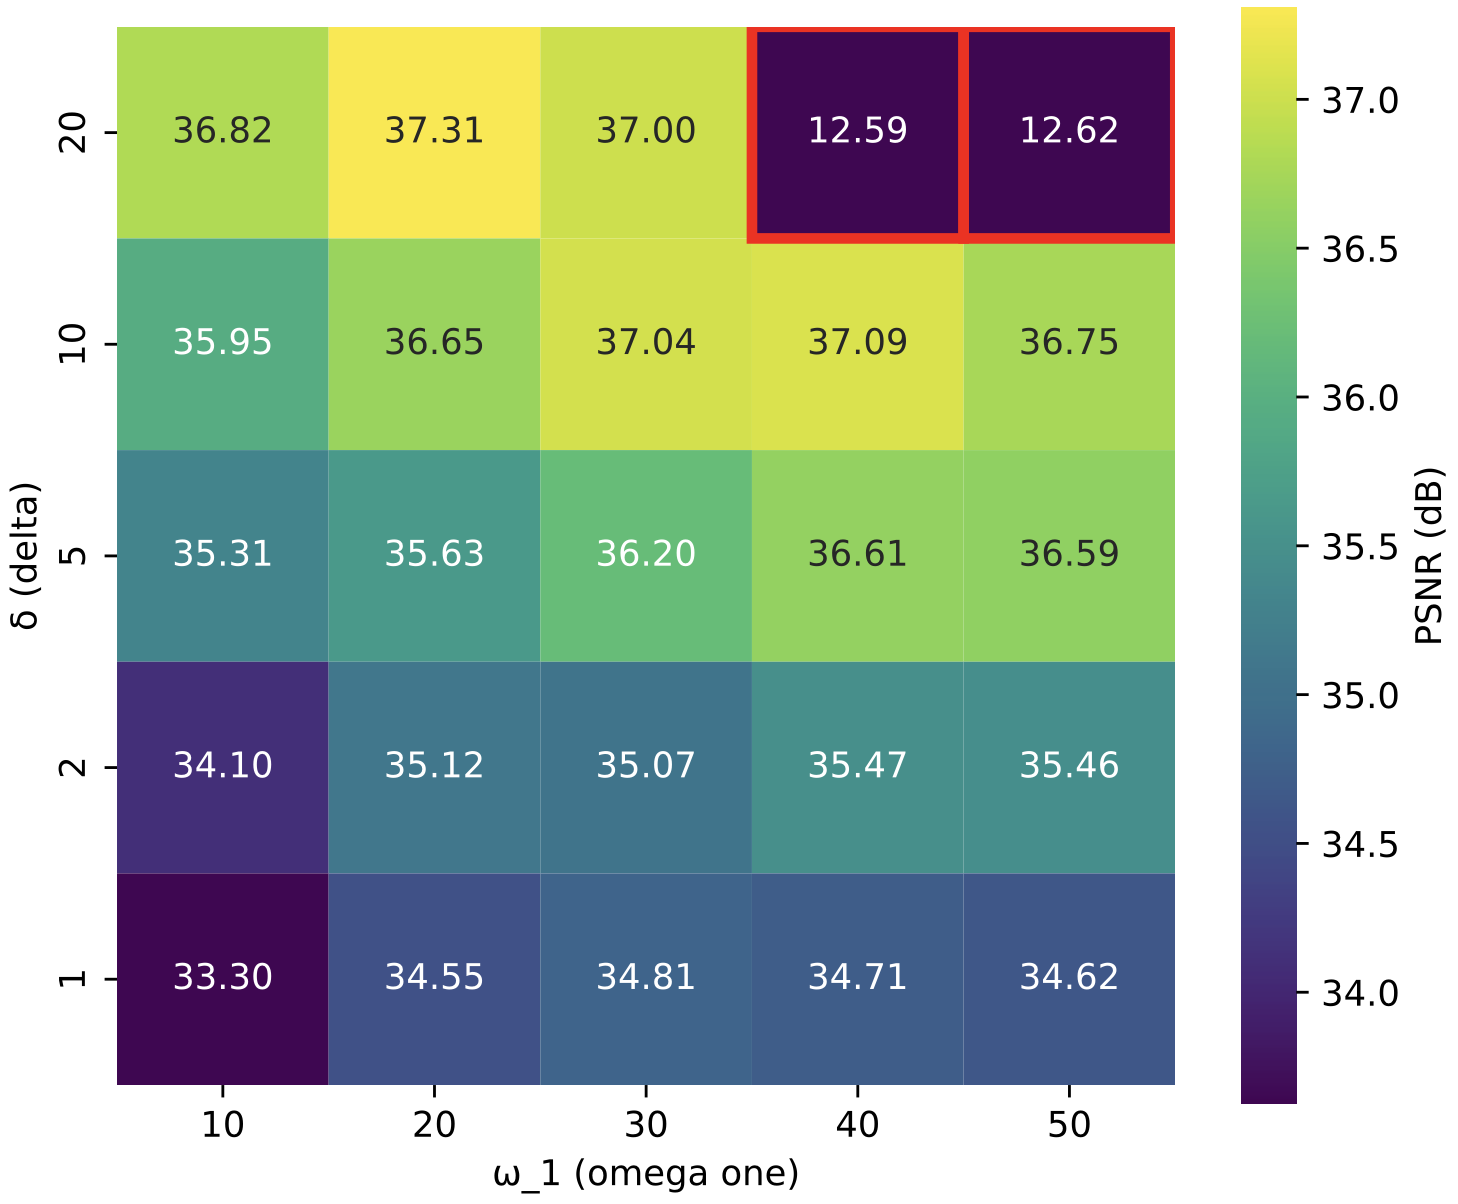 20 36.82 37.31 37.00 12.59 12.62
10 35.95 36.65 37.04 37.09 36.75
5 35.31 35.63 36.20 36.61 36.59
2 34.10 35.12 35.07 35.47 35.46
1 33.30 34.55 34.81 34.71 34.62
10 20 30 40 50
ω_1 (omega one)
δ (delta)
37.0
36.5
36.0
35.5
35.0
34.5
34.0
PSNR (dB)